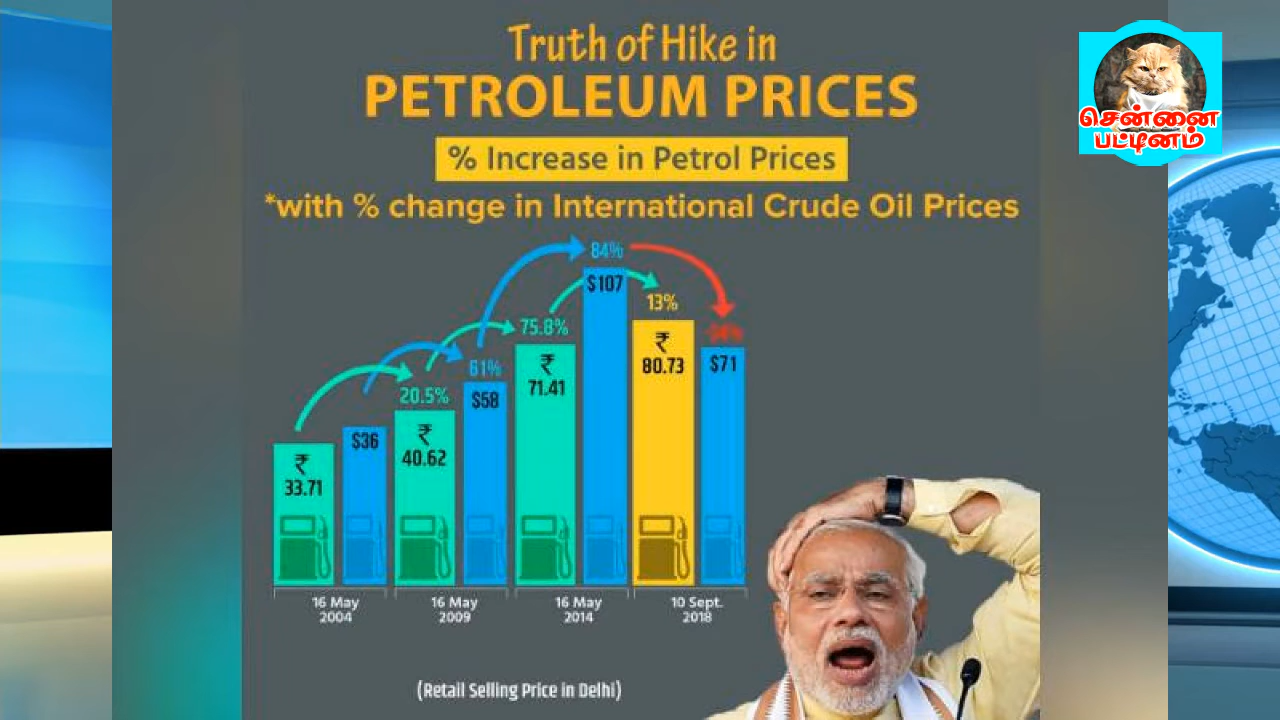 Truth of Hike in
PETROLEUM PRICES
% Increase in Petrol Prices
*with % change in International Crude Oil Prices
சென்னை
பட்டினம்
84%
$107
13%
75.8%
₹
80.73
$71
61%
₹
71.41
$58
20.5%
₹
40.62
$36
₹
33.71
16 May
2004
16 May
2009
16 May
2014
10 Sept.
2018
(Retail Selling Price in Delhi)